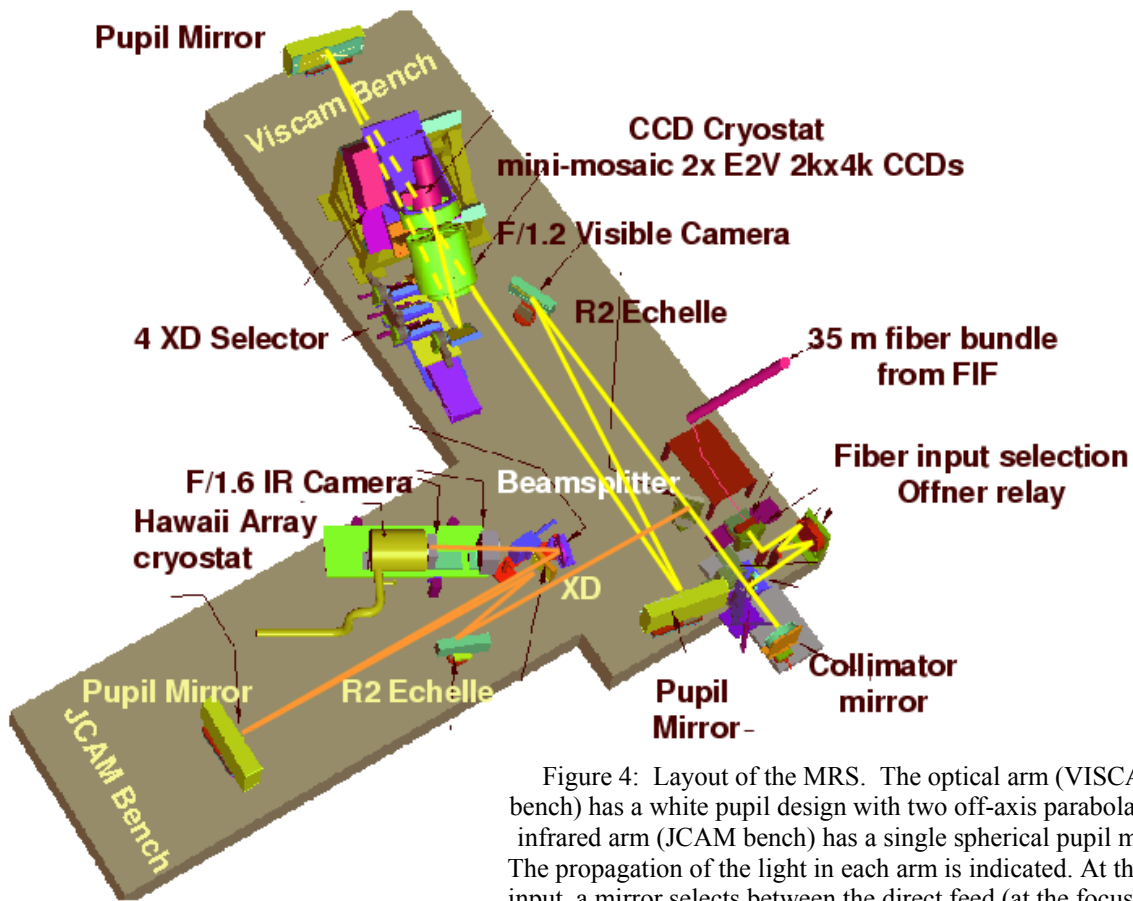 Pupil Mirror
Viscam Bench
CCD Cryostat
mini-mosaic 2x E2V 2kx4k CCDs
F/1.2 Visible Camera
R2 Echelle
4 XD Selector
35 m fiber bundle
from FIF
Fiber input selection
Offner relay
Beamsplitter
F/1.6 IR Camera
Hawaii Array
cryostat
XD
Collimator
mirror
Pupil Mirror
R2 Echelle
Pupil
Mirror-
JCAM Bench
Figure 4: Layout of the MRS. The optical arm (VISCA
bench) has a white pupil design with two off-axis parabola
infrared arm (JCAM bench) has a single spherical pupil m
The propagation of the light in each arm is indicated. At th
input, a mirror selects between the direct feed (at the focus